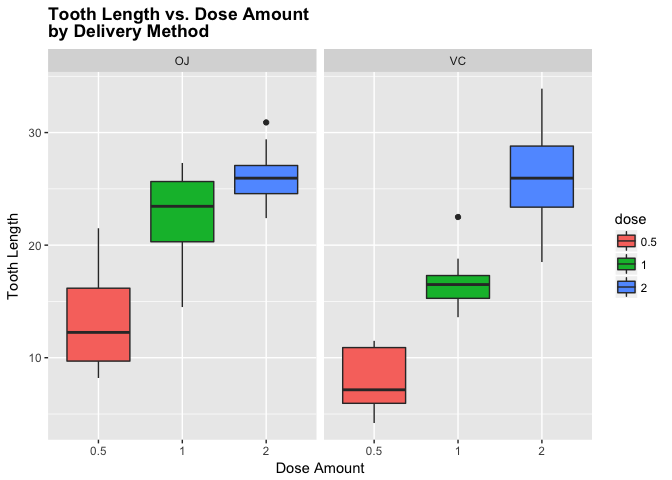 Tooth Length vs. Dose Amount
by Delivery Method
OJ
VC
30
20
10
Tooth Length
0.5
1
2
0.5
1
2
Dose Amount
dose
0.5
1
2